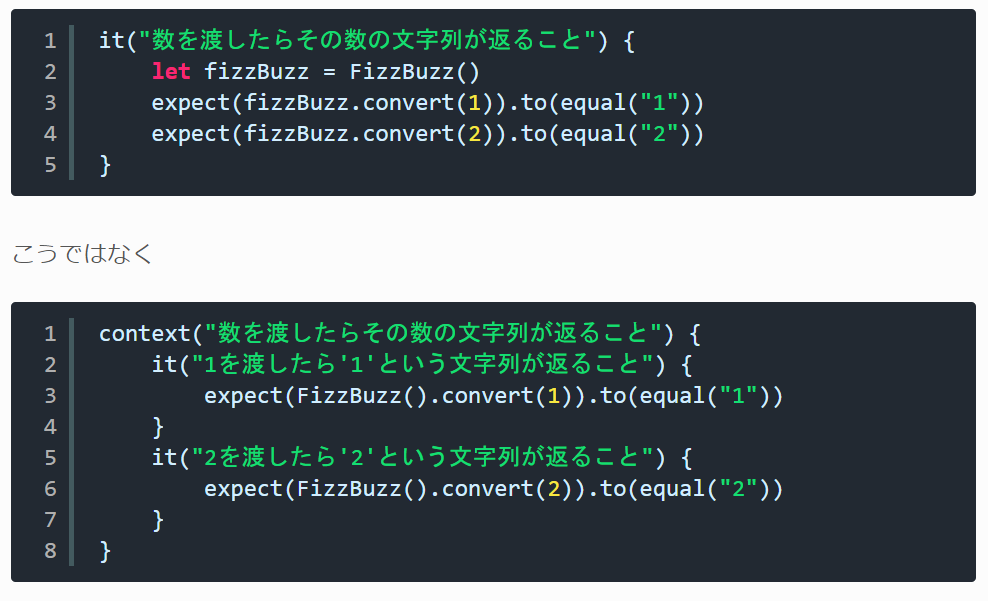 1 it("数を渡したらその数の文字列が返ること") {
2     let fizzBuzz = FizzBuzz()
3     expect(fizzBuzz.convert(1)).to(equal("1"))
4     expect(fizzBuzz.convert(2)).to(equal("2"))
5 }
こうではなく
1 context("数を渡したらその数の文字列が返ること") {
2     it("1を渡したら'1'という文字列が返ること") {
3         expect(FizzBuzz().convert(1)).to(equal("1"))
4     }
5     it("2を渡したら'2'という文字列が返ること") {
6         expect(FizzBuzz().convert(2)).to(equal("2"))
7     }
8 }